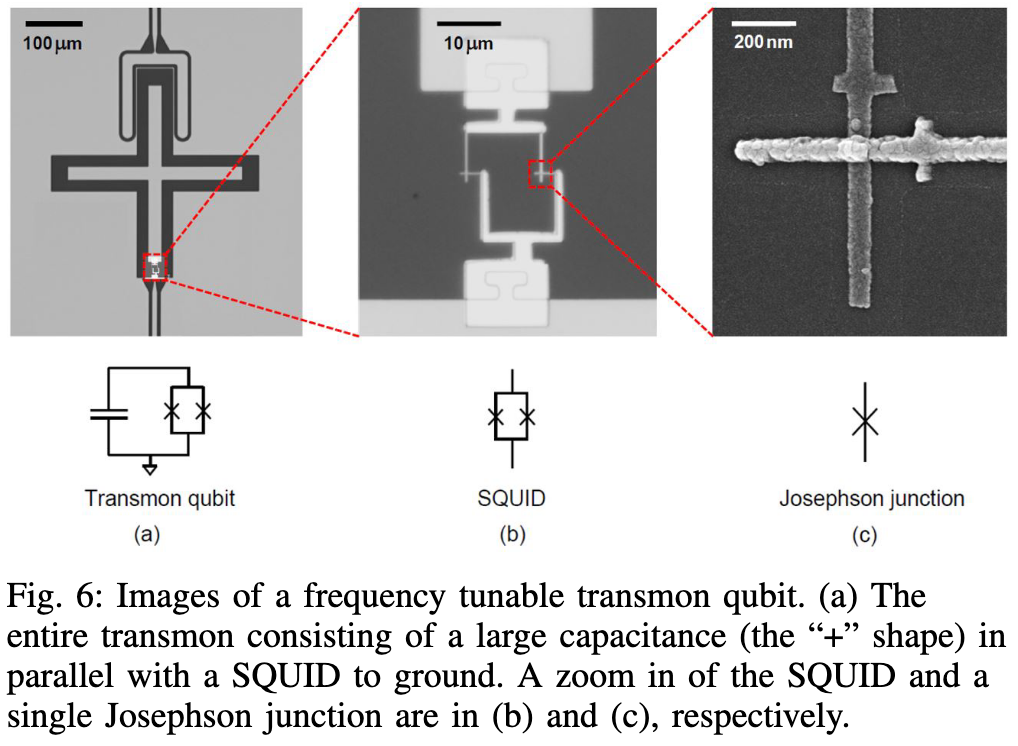 100 μm
10 μm
200 nm
Transmon qubit
SQUID
Josephson junction
(a)
(b)
(c)
Fig. 6: Images of a frequency tunable transmon qubit. (a) The
entire transmon consisting of a large capacitance (the “+” shape) in
parallel with a SQUID to ground. A zoom in of the SQUID and a
single Josephson junction are in (b) and (c), respectively.